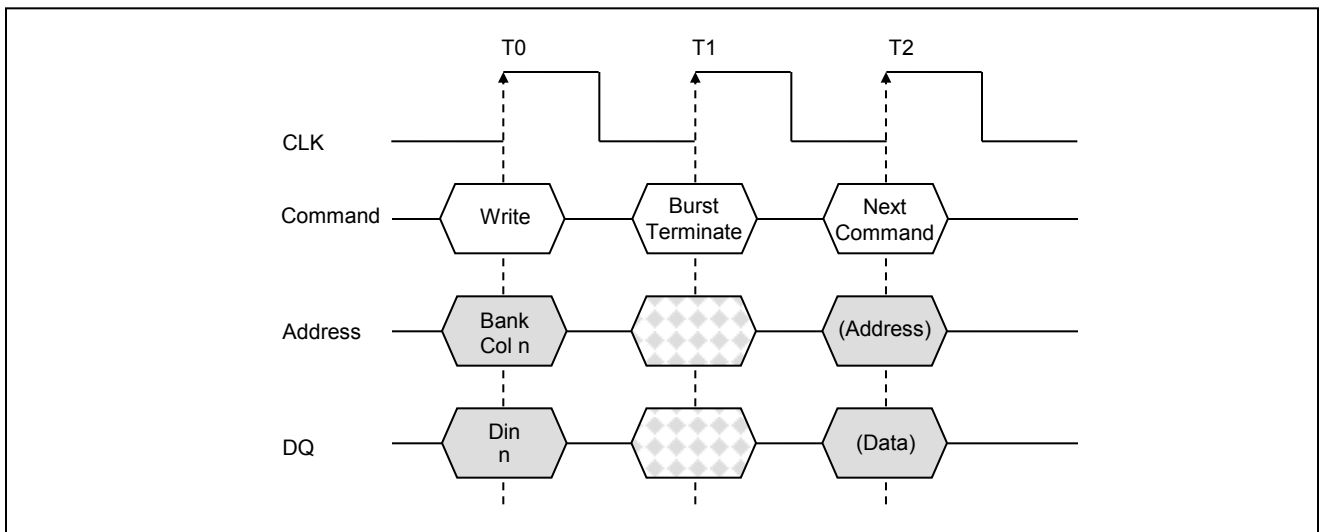 T0 T1 T2
CLK
Command Write Burst Terminate Next Command
Address Bank Col n (Address)
DQ Din n (Data)